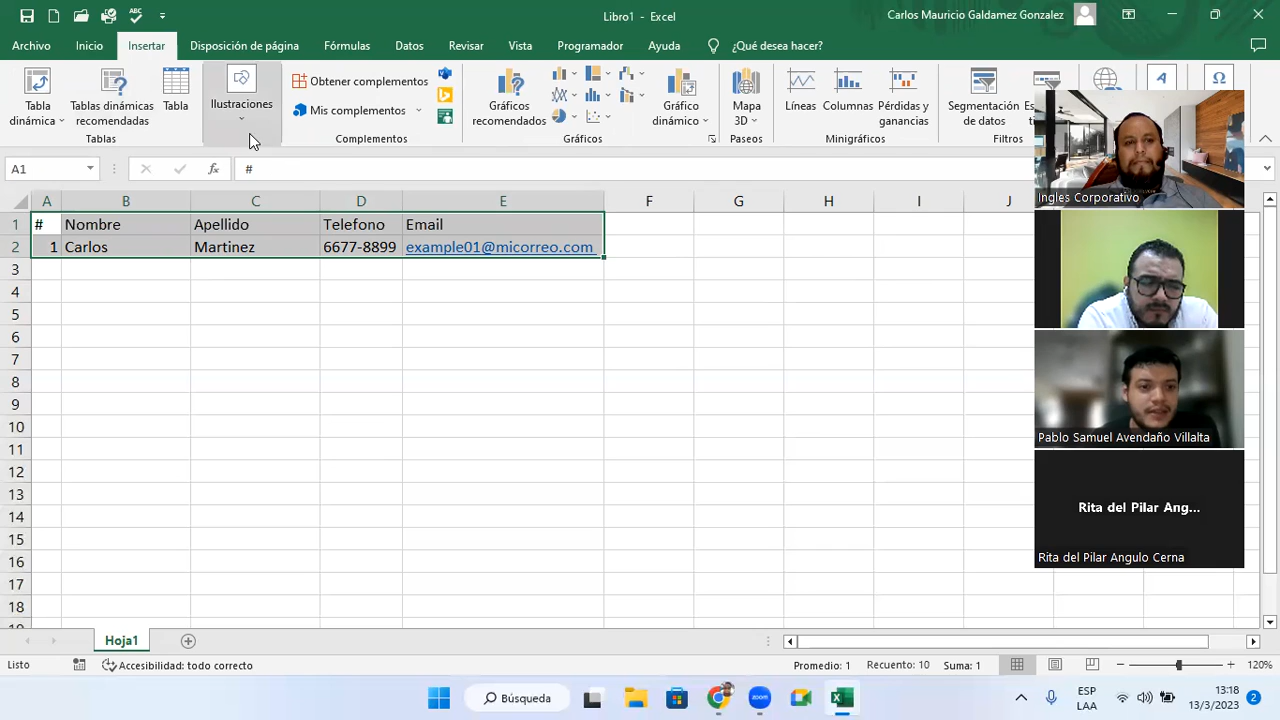 Libro1 - Excel
Carlos Mauricio Galdamez Gonzalez
Archivo Inicio Insertar Disposición de página Fórmulas Datos Revisar Vista Programador Ayuda ¿Qué desea hacer?
Tabla dinámica
Tablas dinámicas recomendadas
Tabla
Tablas
Ilustraciones
Obtener complementos
Mis complementos
Complementos
Gráficos recomendados
Gráfico dinámico
Gráficos
Mapa 3D
Paseos
Líneas
Columnas
Pérdidas y ganancias
Minigráficos
Segmentación de datos
Filtros
A1
#
A B C D E F G H I J
1 # Nombre Apellido Telefono Email
2 1 Carlos Martinez 6677-8899 example01@micorreo.com
3
4
5
6
7
8
9
10
11
12
13
14
15
16
17
18
Ingles Corporativo
Pablo Samuel Avendaño Villalta
Rita del Pilar Ang...
Rita del Pilar Angulo Cerna
Hoja1
Listo
Accesibilidad: todo correcto
Promedio: 1 Recuento: 10 Suma: 1
120%
Búsqueda
zoom
ESP
LAA
13:18
13/3/2023
2